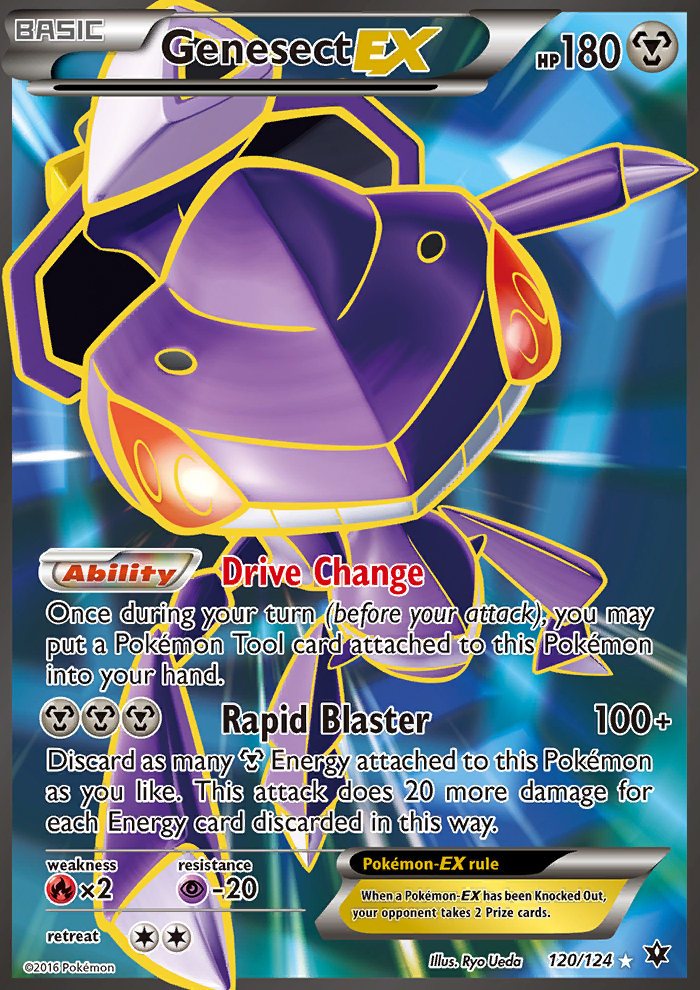 BASIC
Genesect EX
HP180
Ability Drive Change
Once during your turn (before your attack), you may
put a Pokémon Tool card attached to this Pokémon
into your hand.
Rapid Blaster 100+
Discard as many Energy attached to this Pokémon
as you like. This attack does 20 more damage for
each Energy card discarded in this way.
weakness resistance
×2 -20
retreat
Pokémon-EX rule
When a Pokémon-EX has been Knocked Out,
your opponent takes 2 Prize cards.
©2016 Pokémon
Illus. Ryo Ueda 120/124